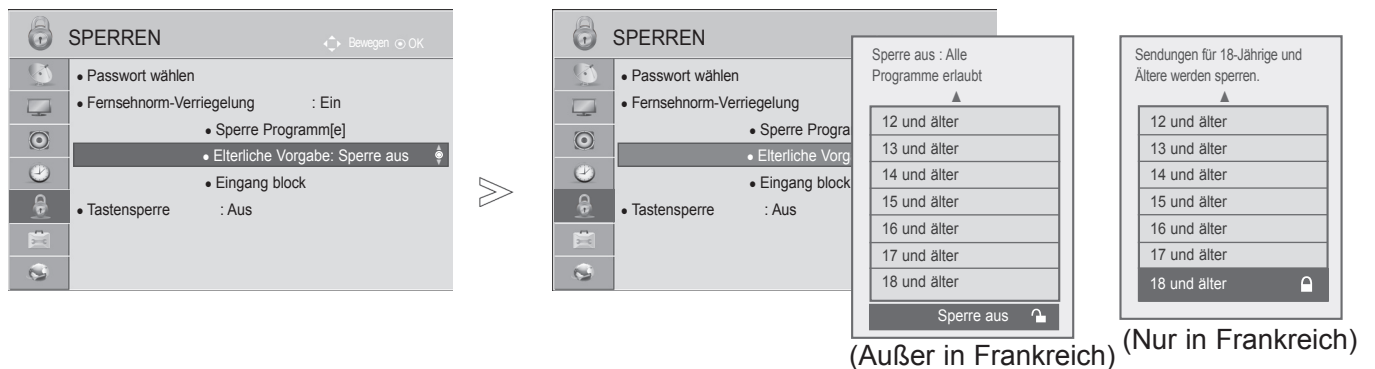 SPERREN
Bewegen OK
• Passwort wählen
• Fernsehnorm-Verriegelung : Ein
• Sperre Programm[e]
• Elterliche Vorgabe: Sperre aus
• Eingang block
• Tastensperre : Aus
SPERREN
• Passwort wählen
• Fernsehnorm-Verriegelung
• Sperre Progra
• Elterliche Vorg
• Eingang block
• Tastensperre : Aus
Sperre aus : Alle
Programme erlaubt
12 und älter
13 und älter
14 und älter
15 und älter
16 und älter
17 und älter
18 und älter
Sperre aus
(Außer in Frankreich)
Sendungen für 18-Jährige und
Ältere werden sperren.
12 und älter
13 und älter
14 und älter
15 und älter
16 und älter
17 und älter
18 und älter
(Nur in Frankreich)